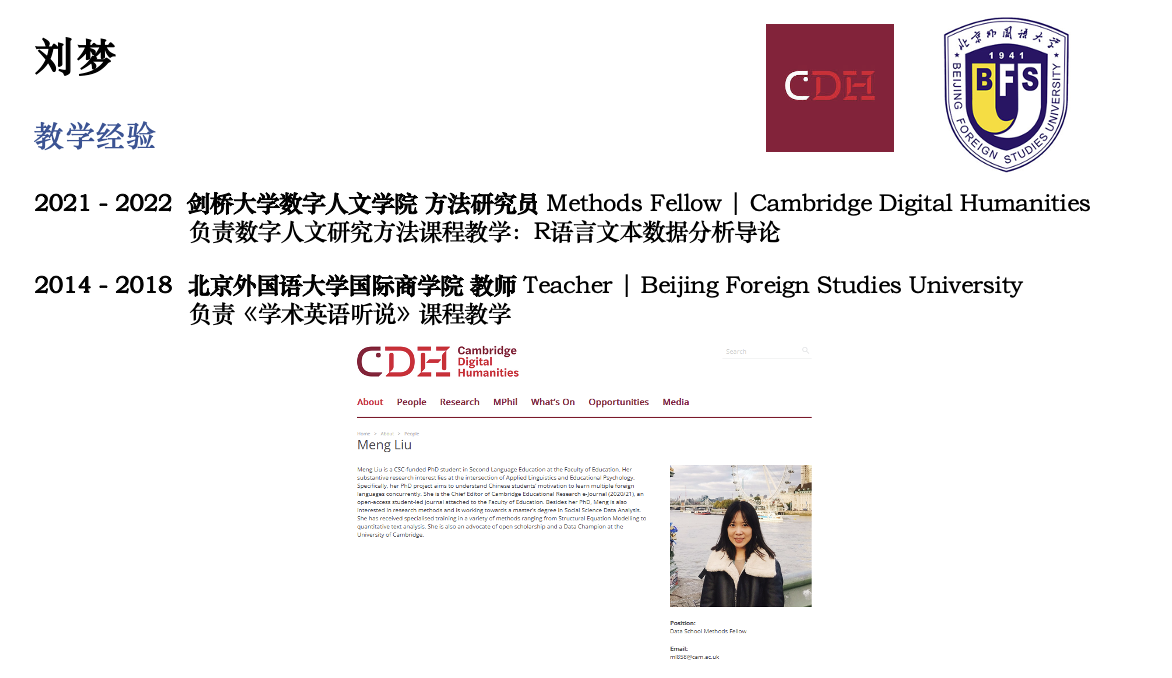 刘梦
CDH
北京外国语大学
1941
BFSU
BEIJING FOREIGN STUDIES UNIVERSITY
教学经验
2021 - 2022 剑桥大学数字人文学院 方法研究员 Methods Fellow | Cambridge Digital Humanities
负责数字人文研究方法课程教学：R语言文本数据分析导论
2014 - 2018 北京外国语大学国际商学院 教师 Teacher | Beijing Foreign Studies University
负责《学术英语听说》课程教学
CDH Cambridge
Digital
Humanities
Search
About People Research MPhil What's On Opportunities Media
Home » About » People
Meng Liu
Meng Liu is a CSC-funded PhD student in Second Language Education at the Faculty of Education. Her
substantive research interest lies at the intersection of Applied Linguistics and Educational Psychology.
Specifically, her PhD project aims to understand Chinese students' motivation to learn multiple foreign
languages concurrently. She is the Chief Editor of Cambridge Educational Research e-Journal (2020/21), an
open-access student-led journal attached to the Faculty of Education. Besides her PhD, Meng is also
interested in research methods and is working towards a master's degree in Social Science Data Analysis.
She has received specialised training in a variety of methods ranging from Structural Equation Modelling to
quantitative text analysis. She is also an advocate of open scholarship and a Data Champion at the
University of Cambridge.
Position:
Data School Methods Fellow
Email: